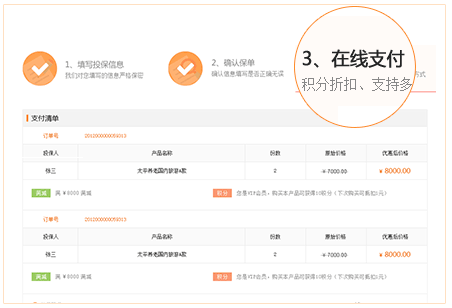 1、填写投保信息
我们对您填写的信息严格保密
2、确认保单
确认信息填写是否正确无误
3、在线支付
积分折扣、支持多
方式
支付清单
订单号
投保人 产品名称 份数 原始价格 优惠后价格
张三 太平养老国内旅游A款 2 ¥ 7000.00 ¥ 8000.00
满减 满 ¥8000 满减 积分
订单号
投保人 产品名称 份数 原始价格 优惠后价格
张三 太平养老国内旅游A款 2 ¥ 7000.00 ¥ 8000.00
满减 满 ¥8000 满减 积分